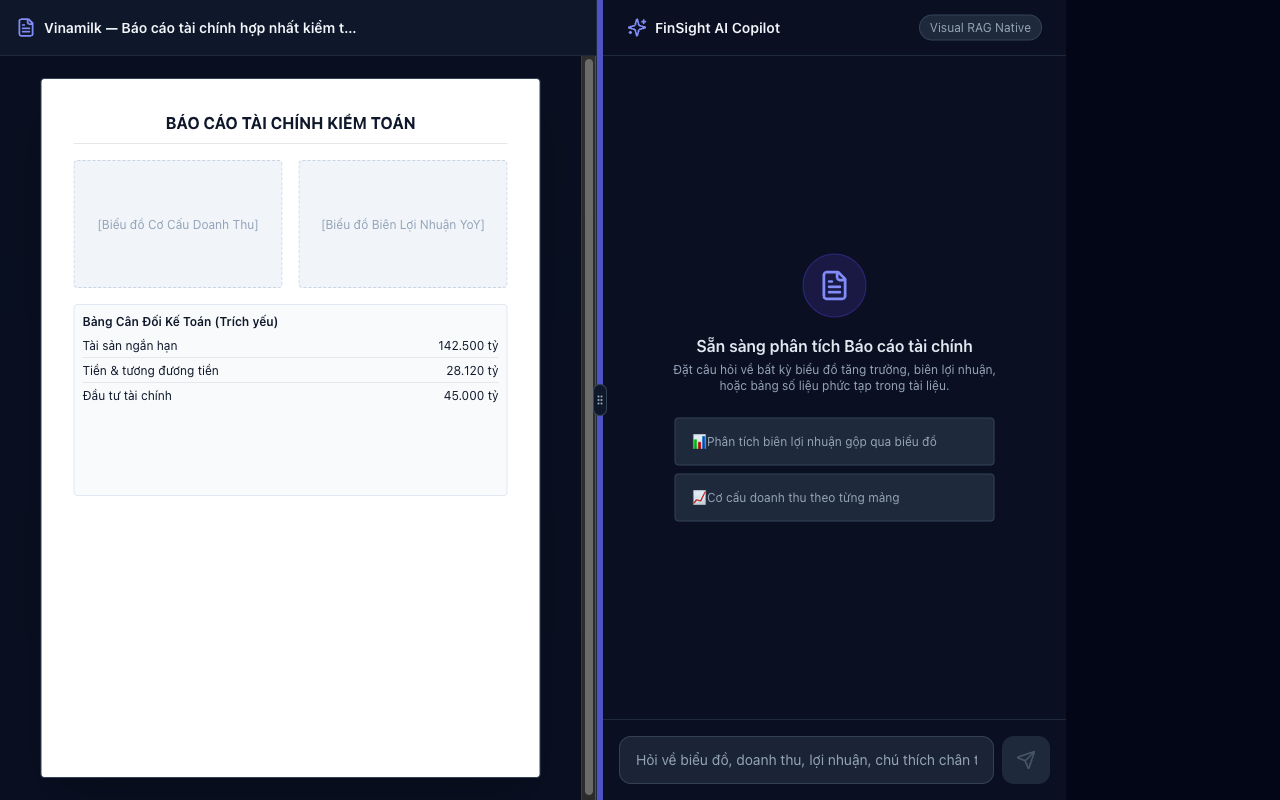 Vinamilk — Báo cáo tài chính hợp nhất kiểm t...
BÁO CÁO TÀI CHÍNH KIỂM TOÁN
[Biểu đồ Cơ Cấu Doanh Thu]
[Biểu đồ Biên Lợi Nhuận YoY]
Bảng Cân Đối Kế Toán (Trích yếu)
Tài sản ngắn hạn 142.500 tỷ
Tiền & tương đương tiền 28.120 tỷ
Đầu tư tài chính 45.000 tỷ
FinSight AI Copilot
Visual RAG Native
Sẵn sàng phân tích Báo cáo tài chính
Đặt câu hỏi về bất kỳ biểu đồ tăng trưởng, biên lợi nhuận,
hoặc bảng số liệu phức tạp trong tài liệu.
📊Phân tích biên lợi nhuận gộp qua biểu đồ
📈Cơ cấu doanh thu theo từng mảng
Hỏi về biểu đồ, doanh thu, lợi nhuận, chú thích chân t